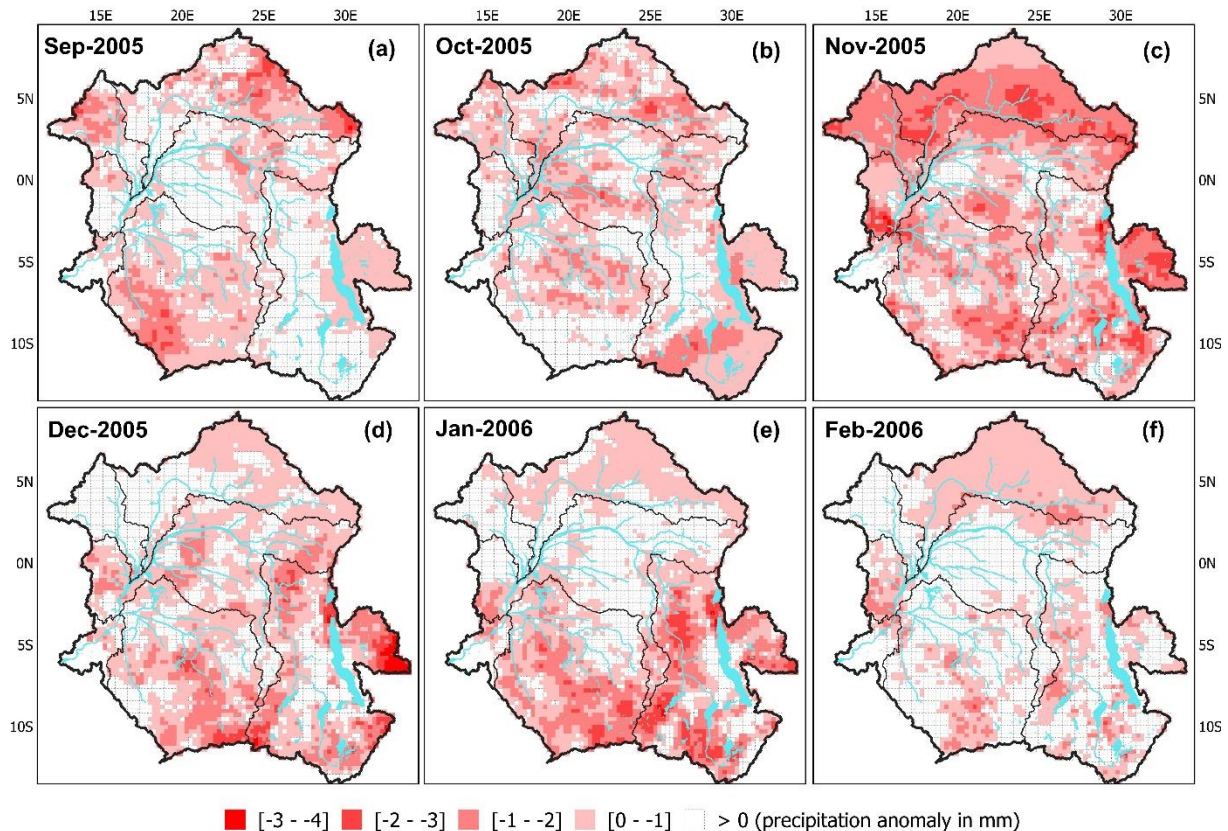 15E 20E 25E 30E 15E 20E 25E 30E 15E 20E 25E 30E
Sep-2005 (a) Oct-2005 (b) Nov-2005 (c)
5N 5N
0N 0N
5S 5S
10S 10S
Dec-2005 (d) Jan-2006 (e) Feb-2006 (f)
5N 5N
0N 0N
5S 5S
10S 10S
[-3 - -4] [-2 - -3] [-1 - -2] [0 - -1] > 0 (precipitation anomaly in mm)